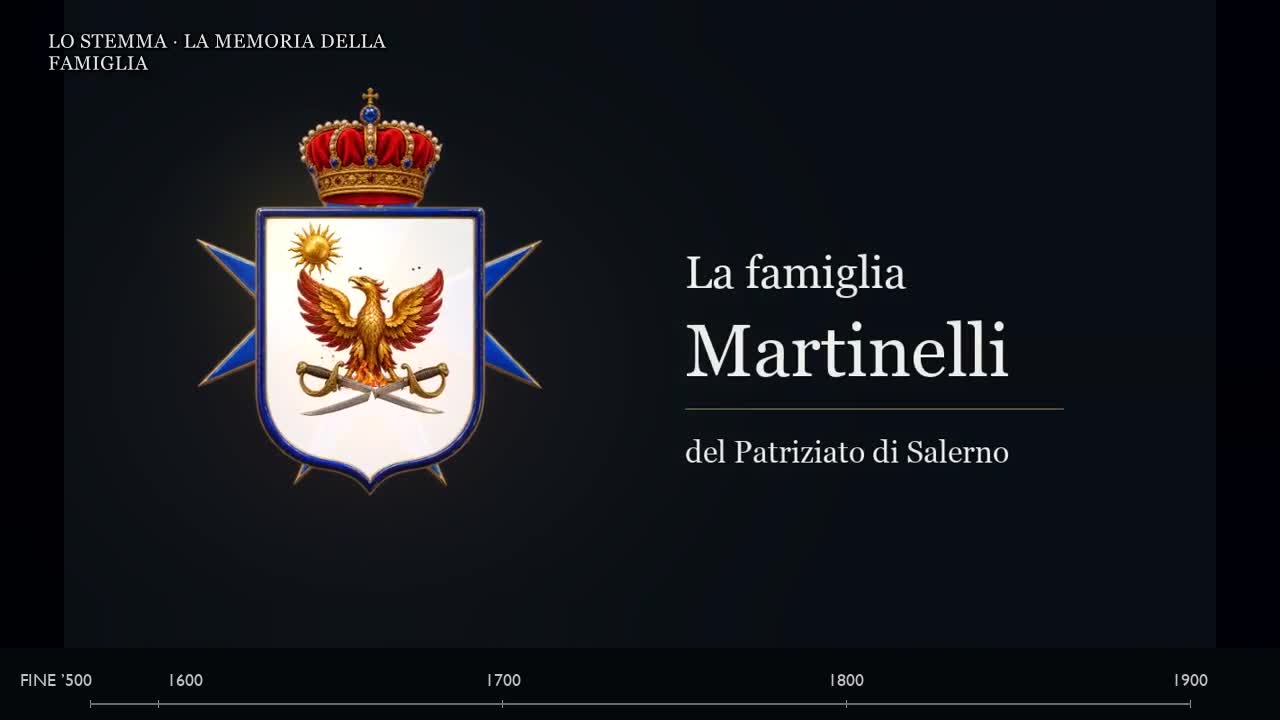 LO STEMMA · LA MEMORIA DELLA
FAMIGLIA
La famiglia
Martinelli
del Patriziato di Salerno
FINE ’500 1600 1700 1800 1900